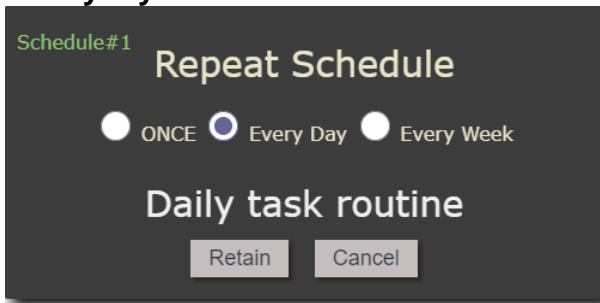 Schedule#1
Repeat Schedule
ONCE Every Day Every Week
Daily task routine
Retain Cancel